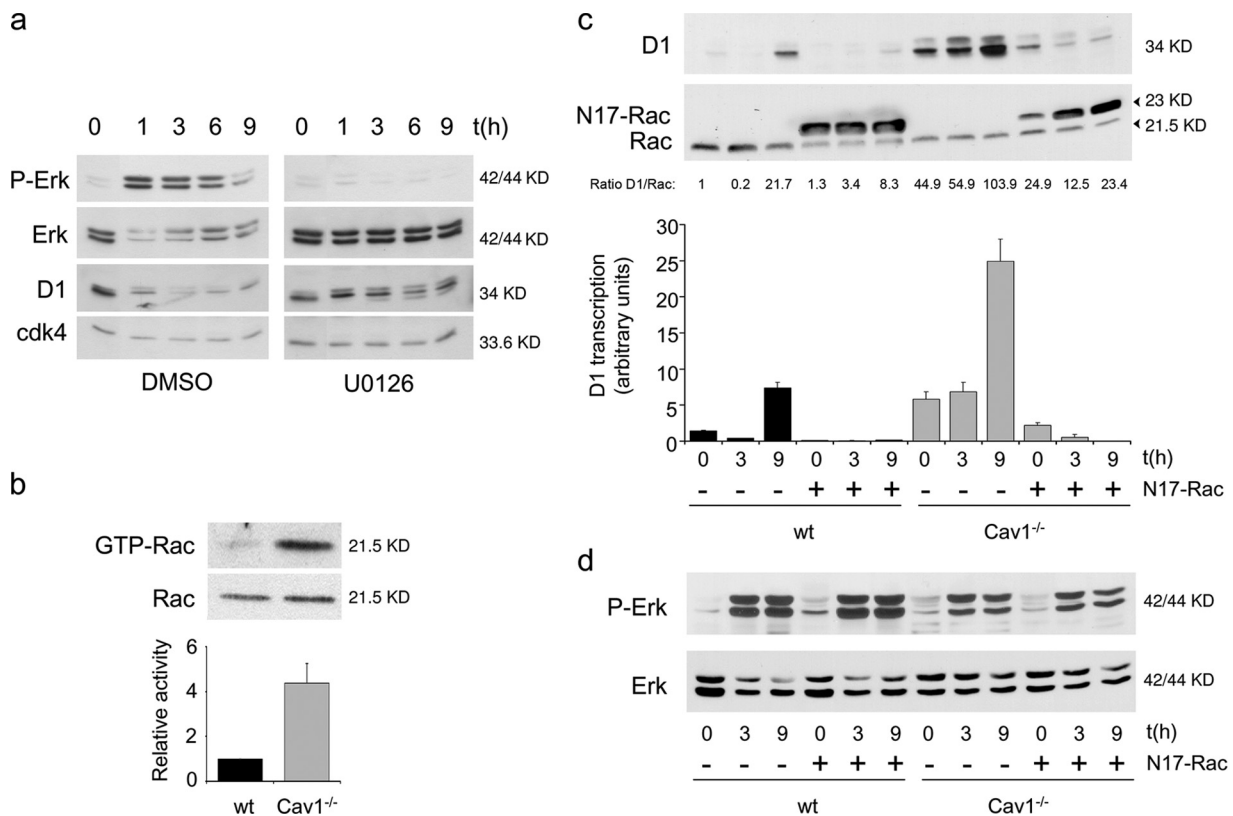 a
0 1 3 6 9 0 1 3 6 9 t(h)
P-Erk 42/44 KD
Erk 42/44 KD
D1 34 KD
cdk4 33.6 KD
DMSO U0126
b
GTP-Rac 21.5 KD
Rac 21.5 KD
Relative activity
6
4
2
0
wt Cav1-/-
c
D1 34 KD
N17-Rac 23 KD
Rac 21.5 KD
Ratio D1/Rac: 1 0.2 21.7 1.3 3.4 8.3 44.9 54.9 103.9 24.9 12.5 23.4
D1 transcription
(arbitrary units)
30
25
20
15
10
5
0
0 3 9 0 3 9 0 3 9 0 3 9 t(h)
- - - + + + - - - + + + N17-Rac
wt Cav1-/-
d
P-Erk 42/44 KD
Erk 42/44 KD
0 3 9 0 3 9 0 3 9 0 3 9 t(h)
- - - + + + - - - + + + N17-Rac
wt Cav1-/-